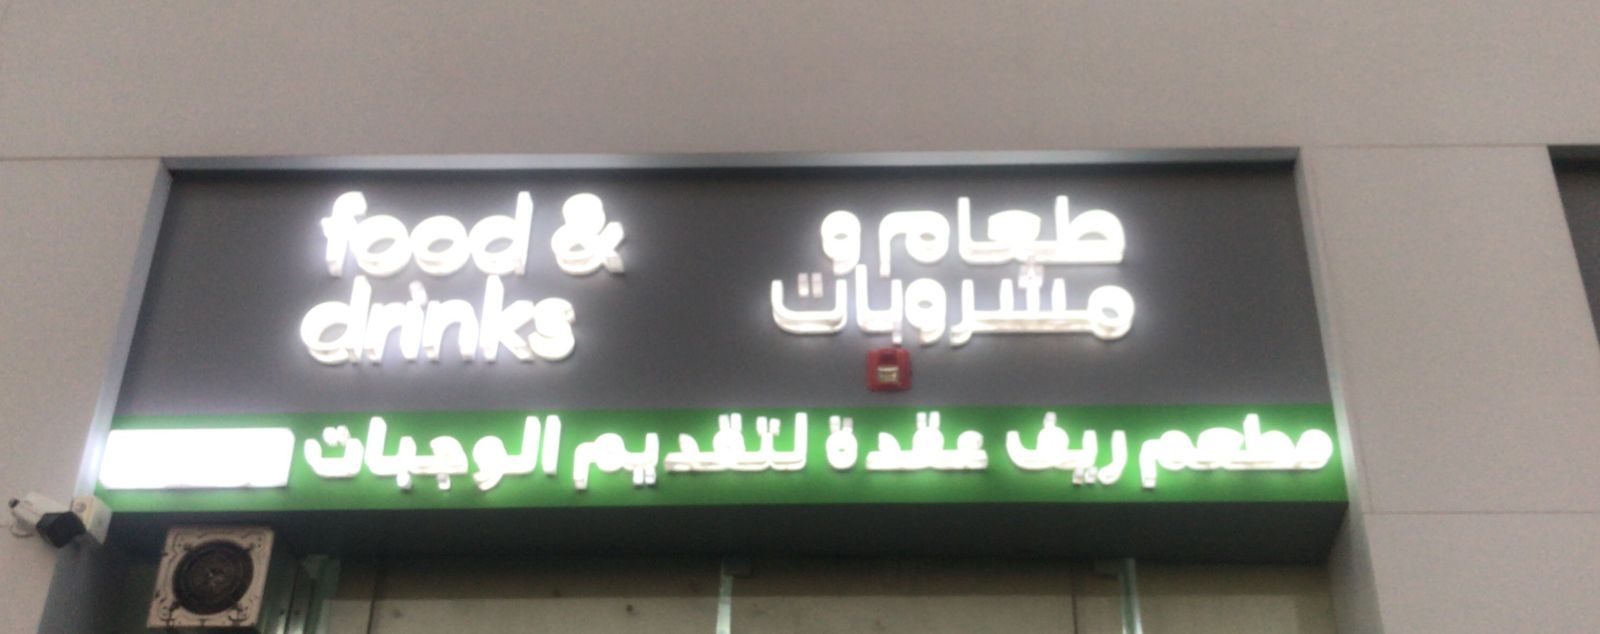 food &
drinks
طعام و
مشروبات
مطعم ريف عقدة لتقديم الوجبات